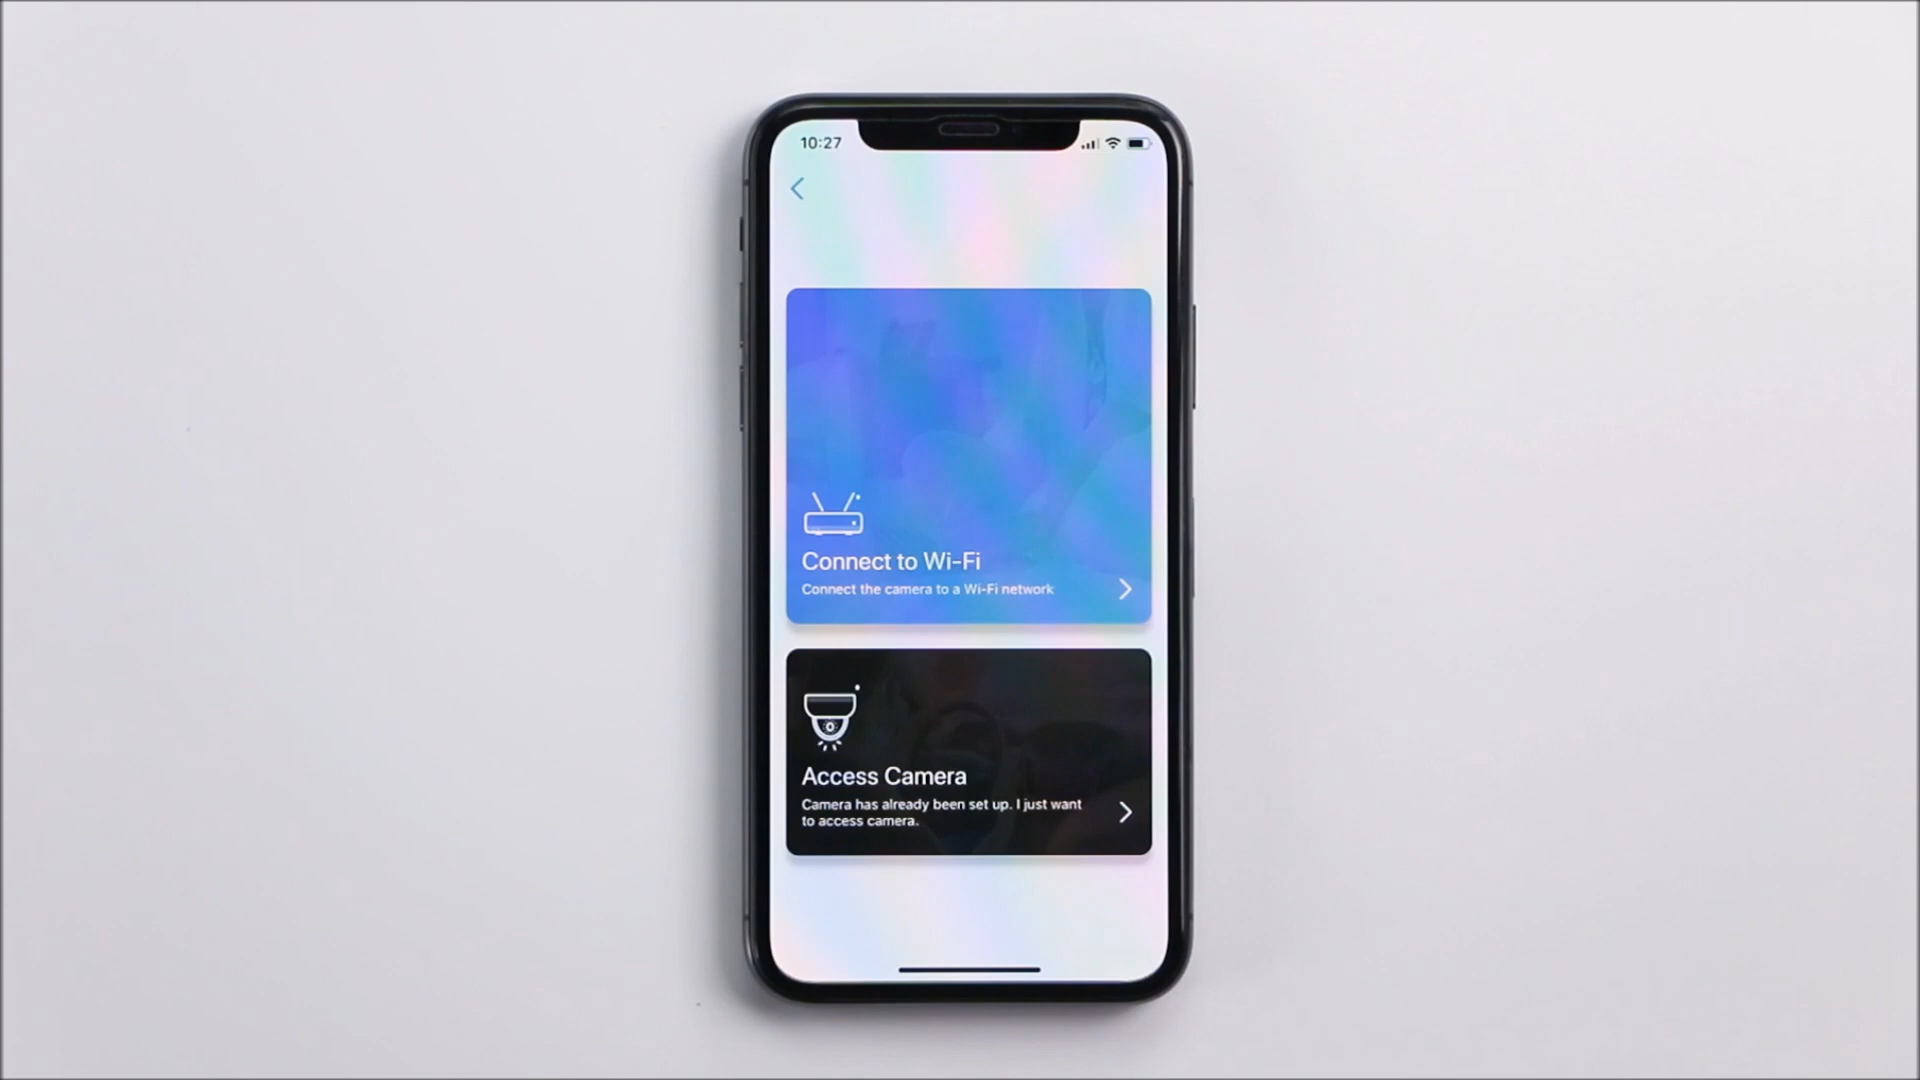 10:27
Connect to Wi-Fi
Connect the camera to a Wi-Fi network
Access Camera
Camera has already been set up. I just want
to access camera.